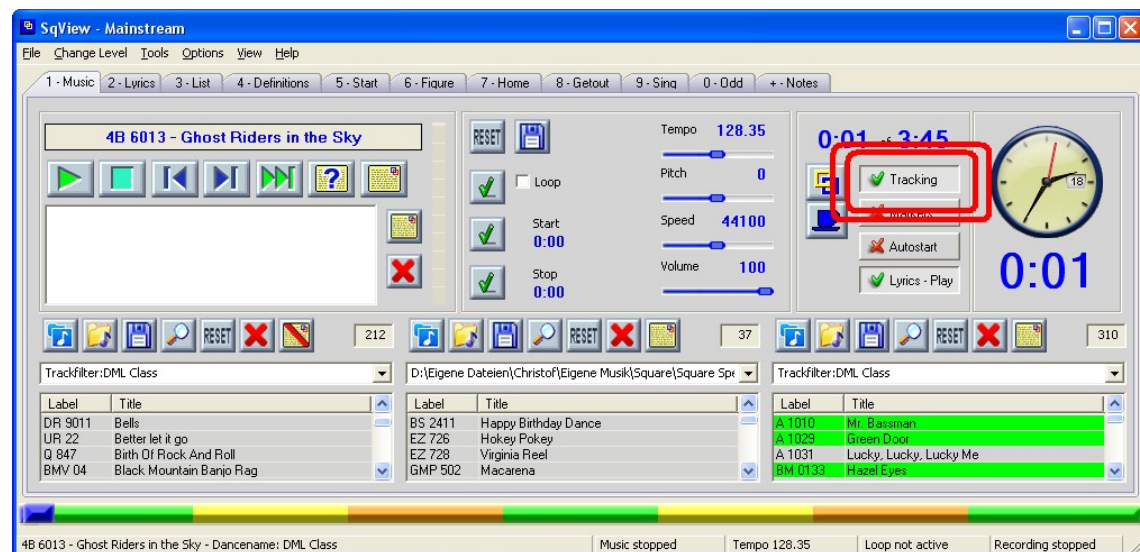 SqView - Mainstream
File Change Level Tools Options View Help
1 - Music 2 - Lyrics 3 - List 4 - Definitions 5 - Start 6 - Figure 7 - Home 8 - Getout 9 - Sing 0 - Odd + - Notes
4B 6013 - Ghost Riders in the Sky
RESET
Loop
Start
0:00
Stop
0:00
Tempo 128.35
Pitch 0
Speed 44100
Volume 100
0:01 of 3:45
Tracking
Markers
Autostart
Lyrics - Play
18
0:01
RESET 212
RESET 37
RESET 310
Trackfilter:DML Class
D:\Eigene Dateien\Christof\Eigene Musik\Square\Square Spe
Trackfilter:DML Class
Label Title
DR 9011 Bells
UR 22 Better let it go
Q 847 Birth Of Rock And Roll
BMV 04 Black Mountain Banjo Rag
Label Title
BS 2411 Happy Birthday Dance
EZ 726 Hokey Pokey
EZ 728 Virginia Reel
GMP 502 Macarena
Label Title
A 1010 Mr. Bassman
A 1029 Green Door
A 1031 Lucky, Lucky, Lucky Me
BM 0133 Hazel Eyes
4B 6013 - Ghost Riders in the Sky - Dancename: DML Class
Music stopped
Tempo 128.35
Loop not active
Recording stopped